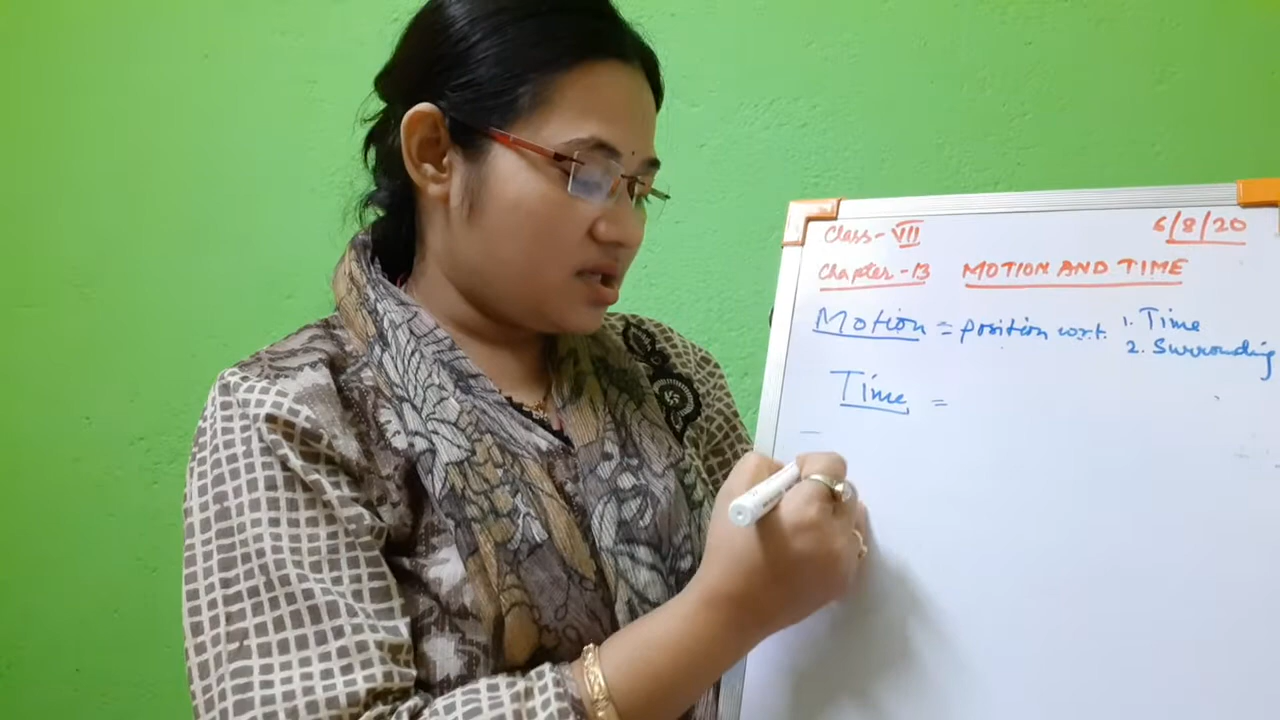 Class - VII 6/8/20
Chapter - 13 MOTION AND TIME
Motion = position w.r.t. 1. Time
2. Surrounding
Time =